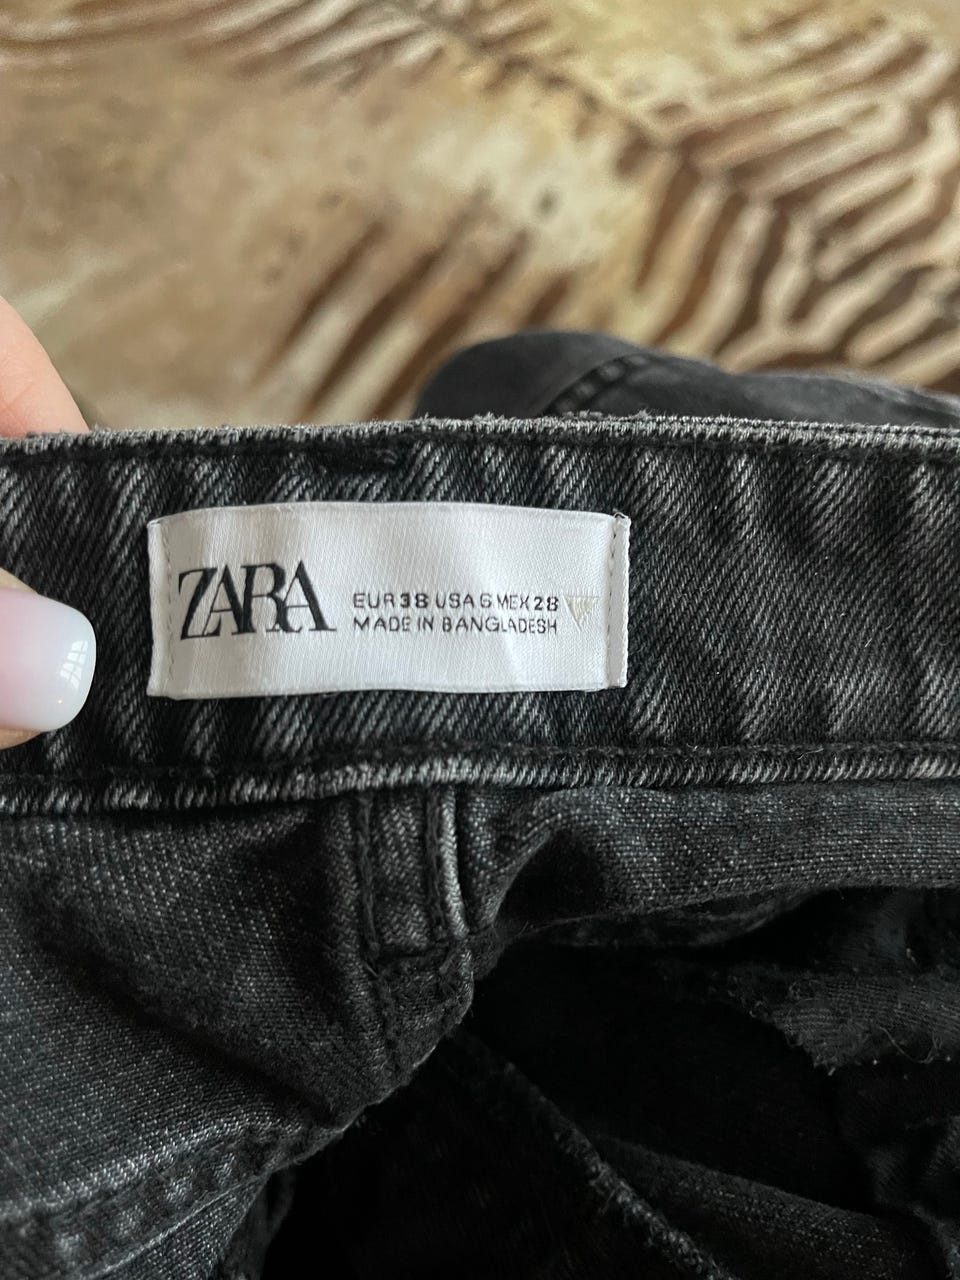 ZARA
EUR 38 USA 6 MEX 28
MADE IN BANGLADESH